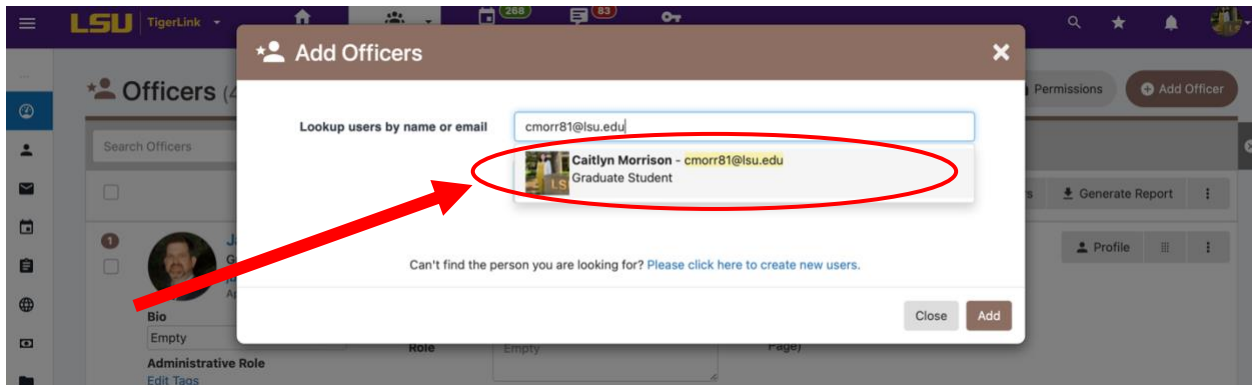 LSU TigerLink
268
83
Add Officers
Officers (4
Permissions
Add Officer
Lookup users by name or email
cmorr81@lsu.edu
Search Officers
Caitlyn Morrison - cmorr81@lsu.edu
Graduate Student
Generate Report
1
Profile
Can't find the person you are looking for? Please click here to create new users.
Bio
Close
Add
Empty
Role
Empty
Page)
Administrative Role
Edit Tags